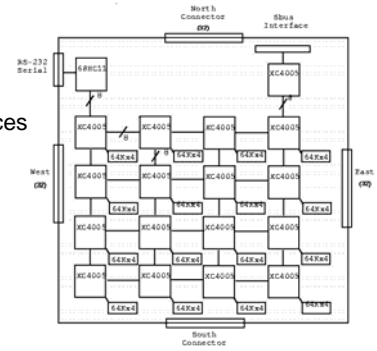 North
Connector
(32)
Sbus
Interface
RS-232
Serial
68HC11
XC4005
8
8
ces
XC4005 XC4005 XC4005 XC4005
8
8
64Kx4 64Kx4 64Kx4 64Kx4
West
(32)
East
(32)
XC4005 XC4005 XC4005 XC4005
64Kx4 64Kx4 64Kx4 64Kx4
XC4005 XC4005 XC4005 XC4005
64Kx4 64Kx4 64Kx4 64Kx4
XC4005 XC4005 XC4005 XC4005
64Kx4 64Kx4 64Kx4 64Kx4
South
Connector